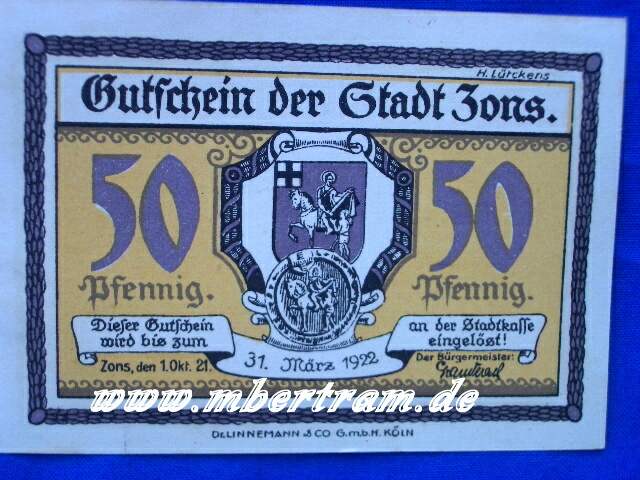 H. Lürckens
Gutschein der Stadt Zons.
50 50
Pfennig. Pfennig.
Dieser Gutschein
wird bis zum
31. März 1922
an der Stadtkasse
eingelöst!
Zons, den 1. Okt. 21.
Der Bürgermeister:
www.mbertram.de
Dr. LINNEMANN & CO G.m.b.H. KÖLN